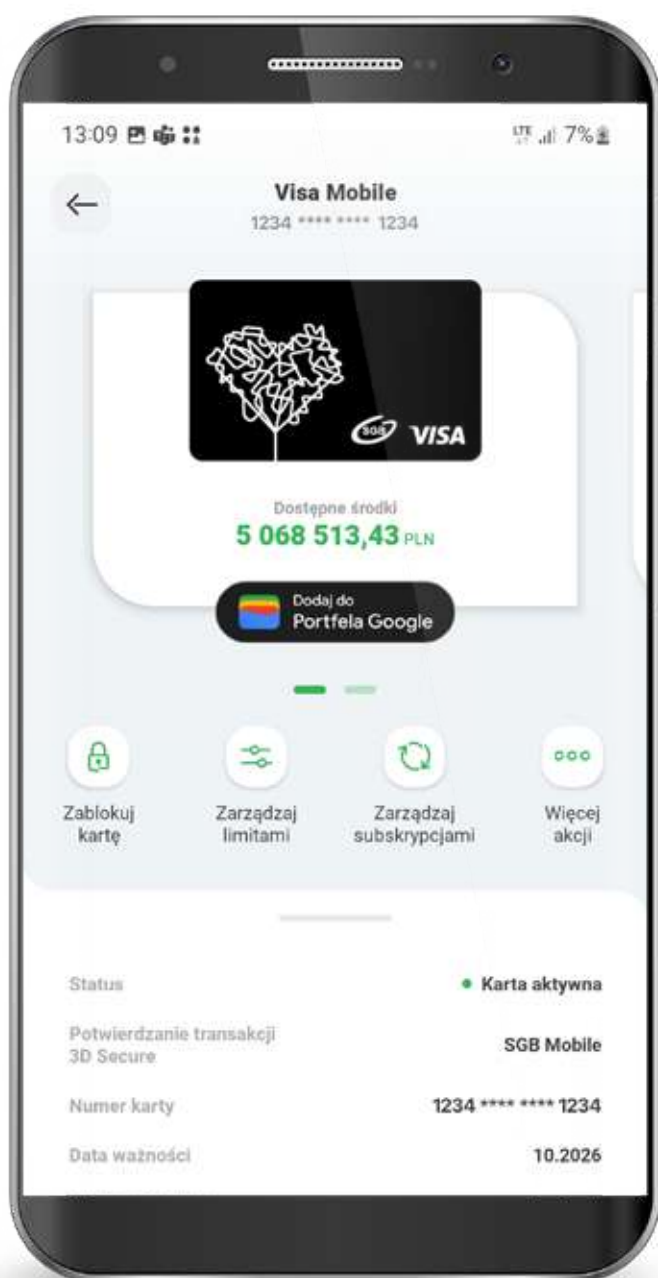 13:09
LTE 7%
Visa Mobile
1234 **** **** 1234
SGB VISA
Dostępne środki
5 068 513,43 PLN
Dodaj do
Portfela Google
Zablokuj
kartę
Zarządzaj
limitami
Zarządzaj
subskrypcjami
Więcej
akcji
Status
Karta aktywna
Potwierdzanie transakcji
3D Secure
SGB Mobile
Numer karty
1234 **** **** 1234
Data ważności
10.2026